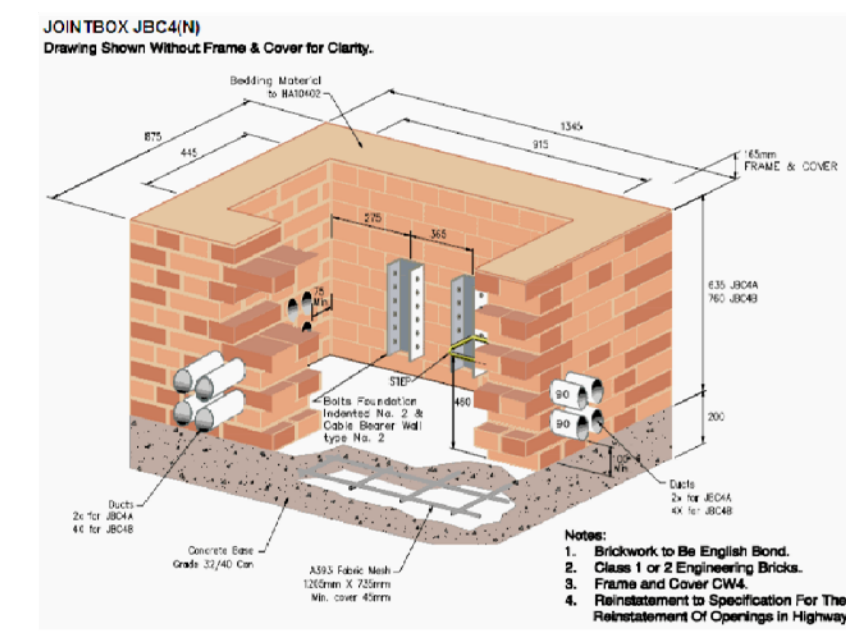 JOINTBOX JBC4(N)
Drawing Shown Without Frame & Cover for Clarity.
Bedding Material
to HA10402
875
445
1345
915
165mm
FRAME & COVER
275
365
75
Min.
635 JBC4A
760 JBC4B
STEP
460
200
90
90
Min
Bolts Foundation
Indented No. 2 &
Cable Bearer Wall
type No. 2
Ducts
2x for JBC4A
4X for JBC4B
Ducts
2x for JBC4A
4X for JBC4B
Concrete Base
Grade 32/40 Con
A393 Fabric Mesh
1265mm X 735mm
Min. cover 45mm
Notes:
1. Brickwork to Be English Bond.
2. Class 1 or 2 Engineering Bricks.
3. Frame and Cover CW4.
4. Reinstatement to Specification For The
Reinstatement Of Openings in Highway